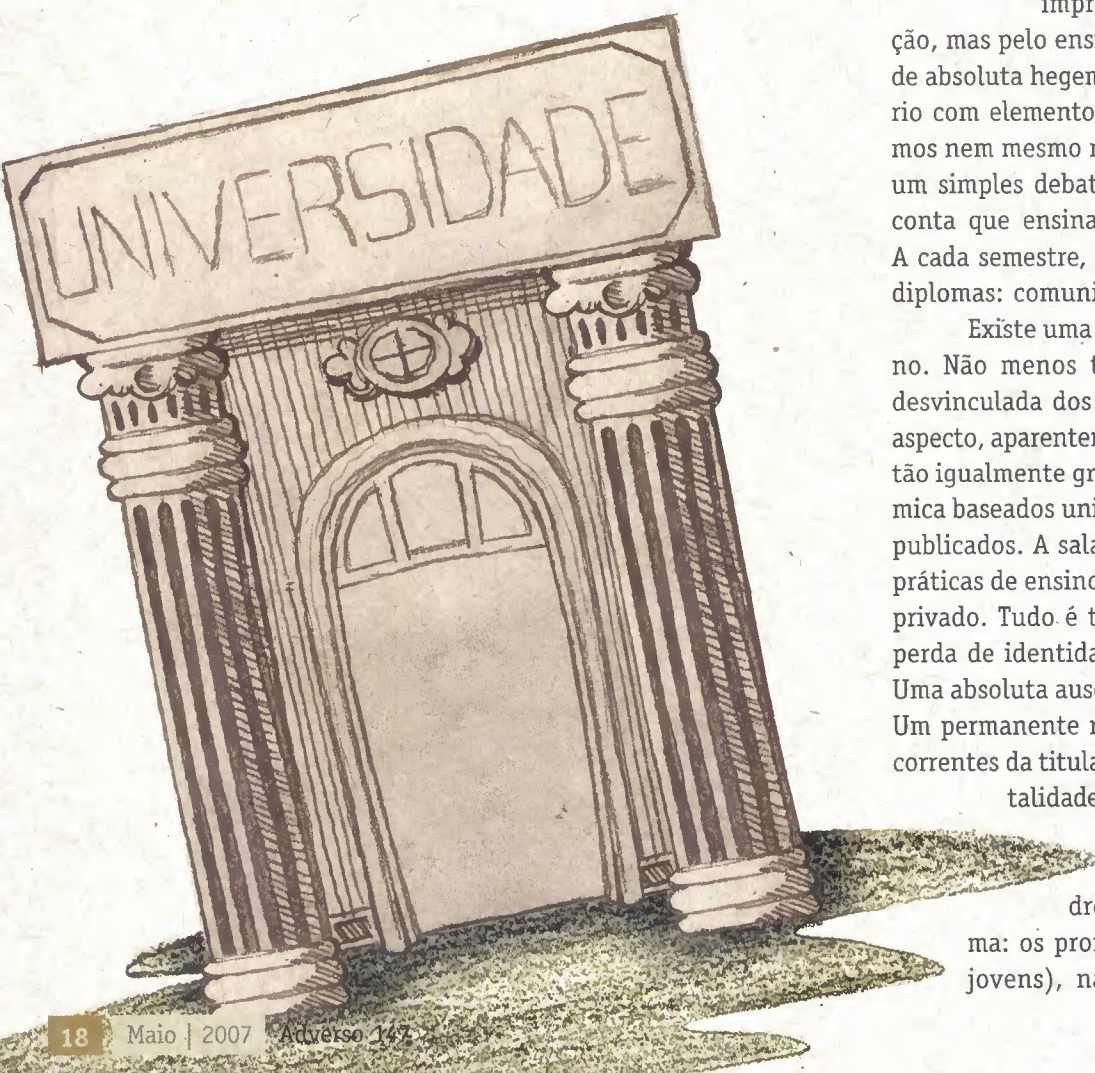 UNIVERSIDADE
impr
ção, mas pelo ens
de absoluta hegen
rio com elemento
mos nem mesmo
um simples debat
conta que ensina
A cada semestre,
diplomas: comuni
Existe uma
no. Não menos t
desvinculada dos
aspecto, aparenter
tão igualmente gr
mica baseados uni
publicados. A sala
práticas de ensino
privado. Tudo é t
perda de identida
Uma absoluta aus
Um permanente
correntes da titula
talidade
dr
ma: os pro
jovens), na
18 Maio | 2007 Adverso 147